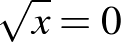 √x = 0